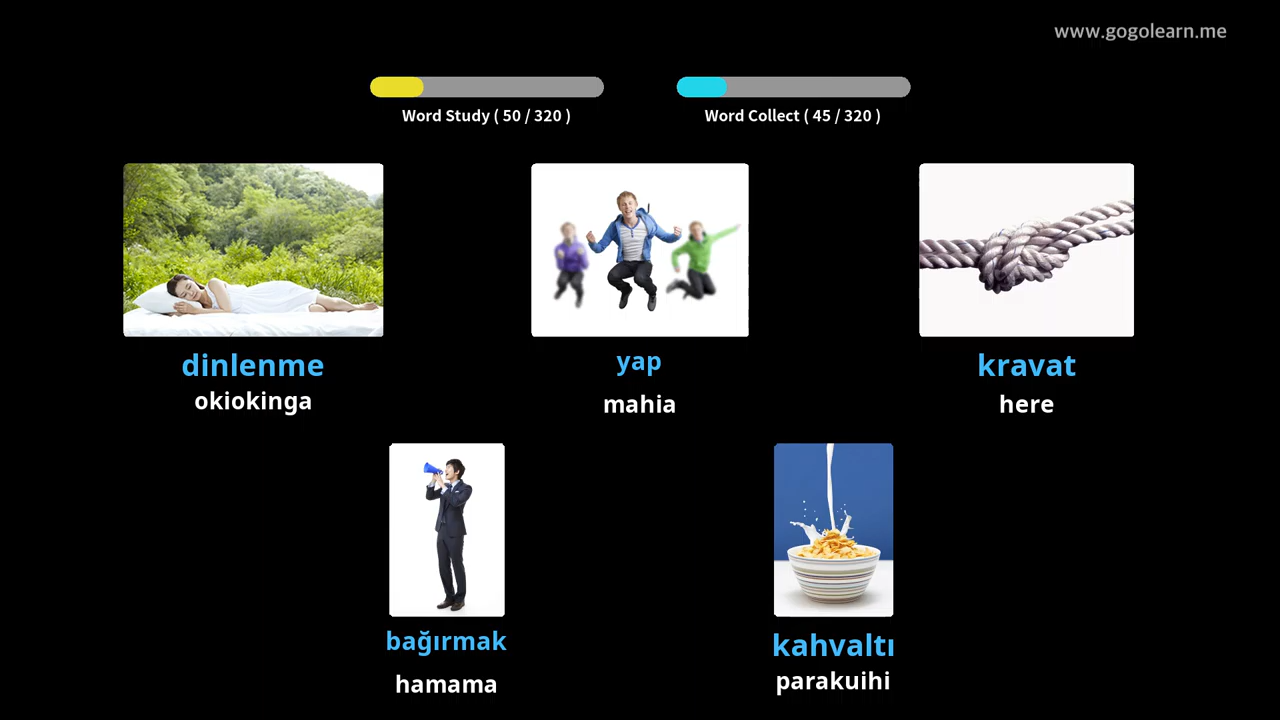 www.gogolearn.me
Word Study ( 50 / 320 )
Word Collect ( 45 / 320 )
dinlenme
okiokinga
yap
mahia
kravat
here
bağırmak
hamama
kahvaltı
parakuihi